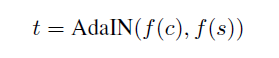 t = AdaIN(f(c), f(s))